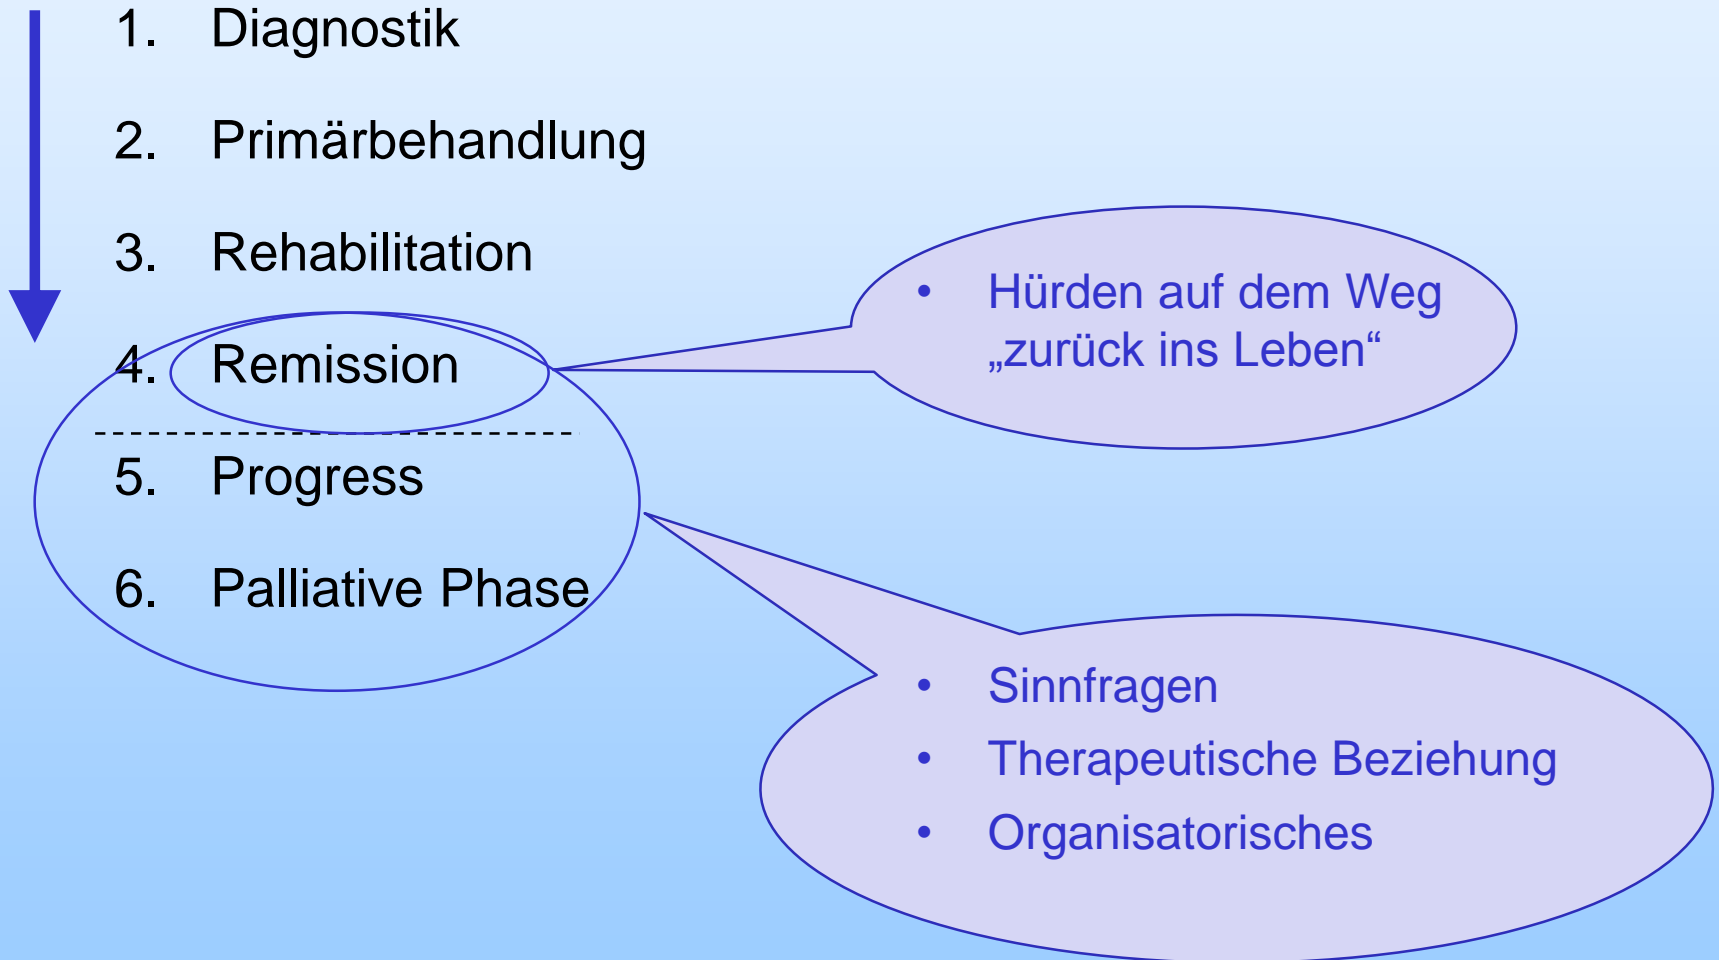 1. Diagnostik
2. Primärbehandlung
3. Rehabilitation
4. Remission
5. Progress
6. Palliative Phase
• Hürden auf dem Weg
„zurück ins Leben“
• Sinnfragen
• Therapeutische Beziehung
• Organisatorisches